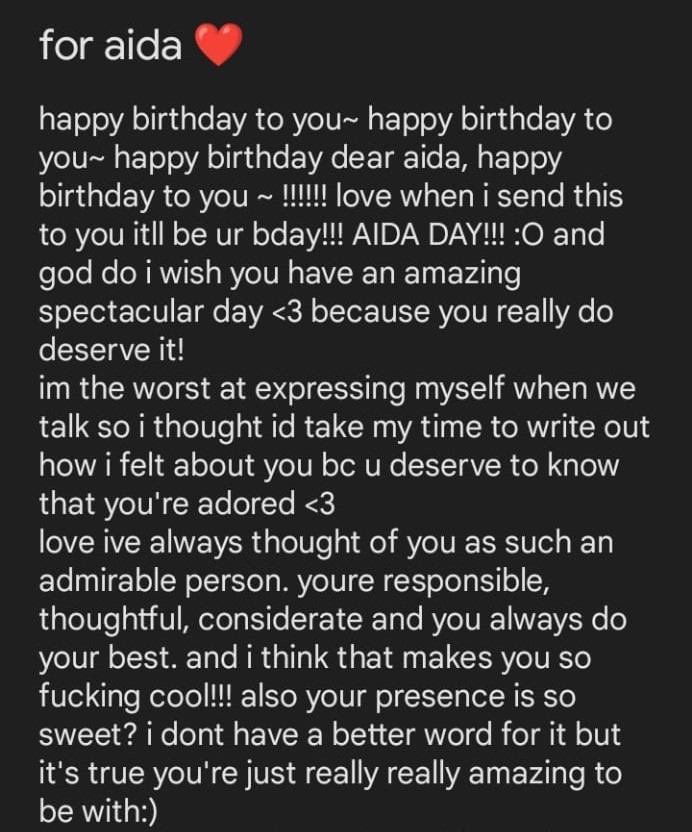 for aida ❤️
happy birthday to you~ happy birthday to
you~ happy birthday dear aida, happy
birthday to you ~ !!!!!! love when i send this
to you itll be ur bday!!! AIDA DAY!!! :O and
god do i wish you have an amazing
spectacular day <3 because you really do
deserve it!
im the worst at expressing myself when we
talk so i thought id take my time to write out
how i felt about you bc u deserve to know
that you're adored <3
love ive always thought of you as such an
admirable person. youre responsible,
thoughtful, considerate and you always do
your best. and i think that makes you so
fucking cool!!! also your presence is so
sweet? i dont have a better word for it but
it's true you're just really really amazing to
be with:)